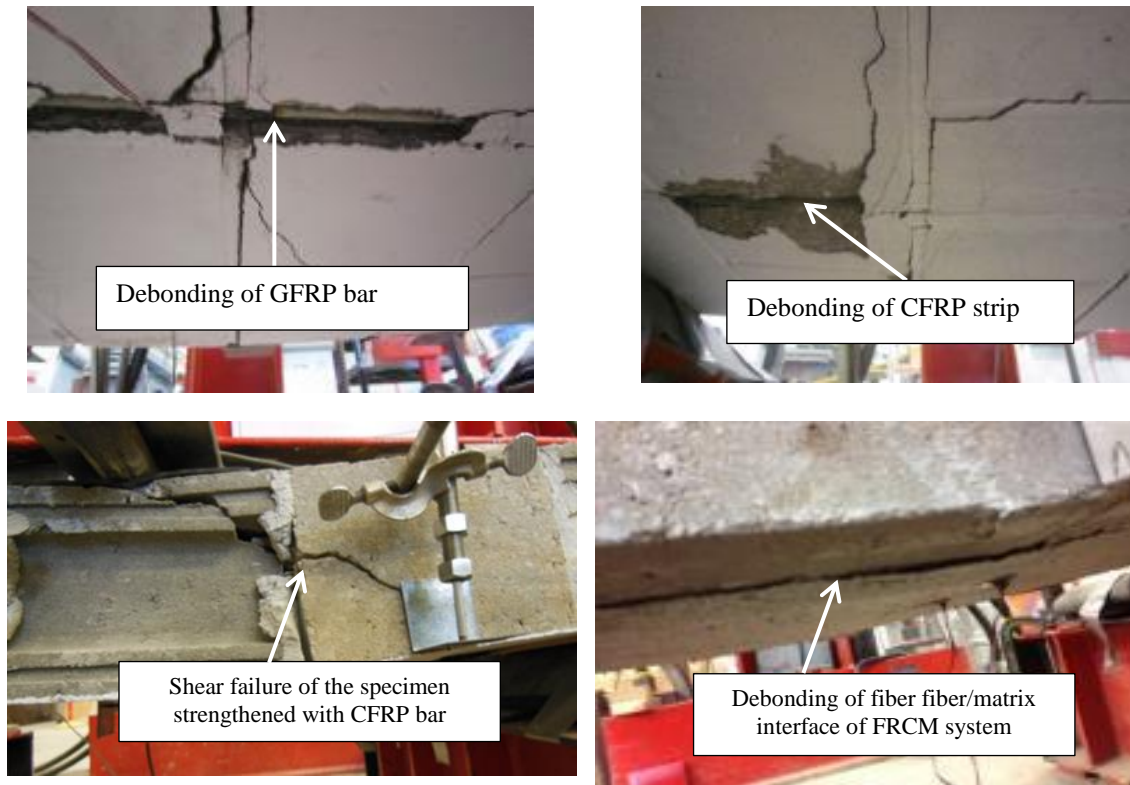 Debonding of GFRP bar
Debonding of CFRP strip
Shear failure of the specimen
strengthened with CFRP bar
Debonding of fiber fiber/matrix
interface of FRCM system